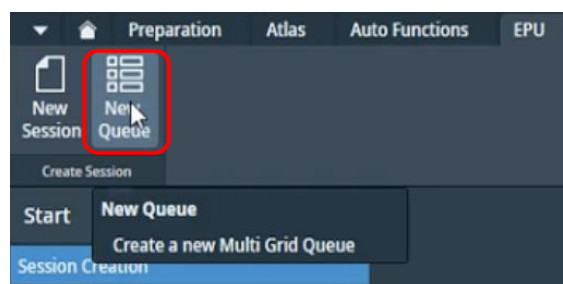 Preparation Atlas Auto Functions EPU
New Session
New Queue
Create Session
Start
New Queue
Create a new Multi Grid Queue
Session Creation